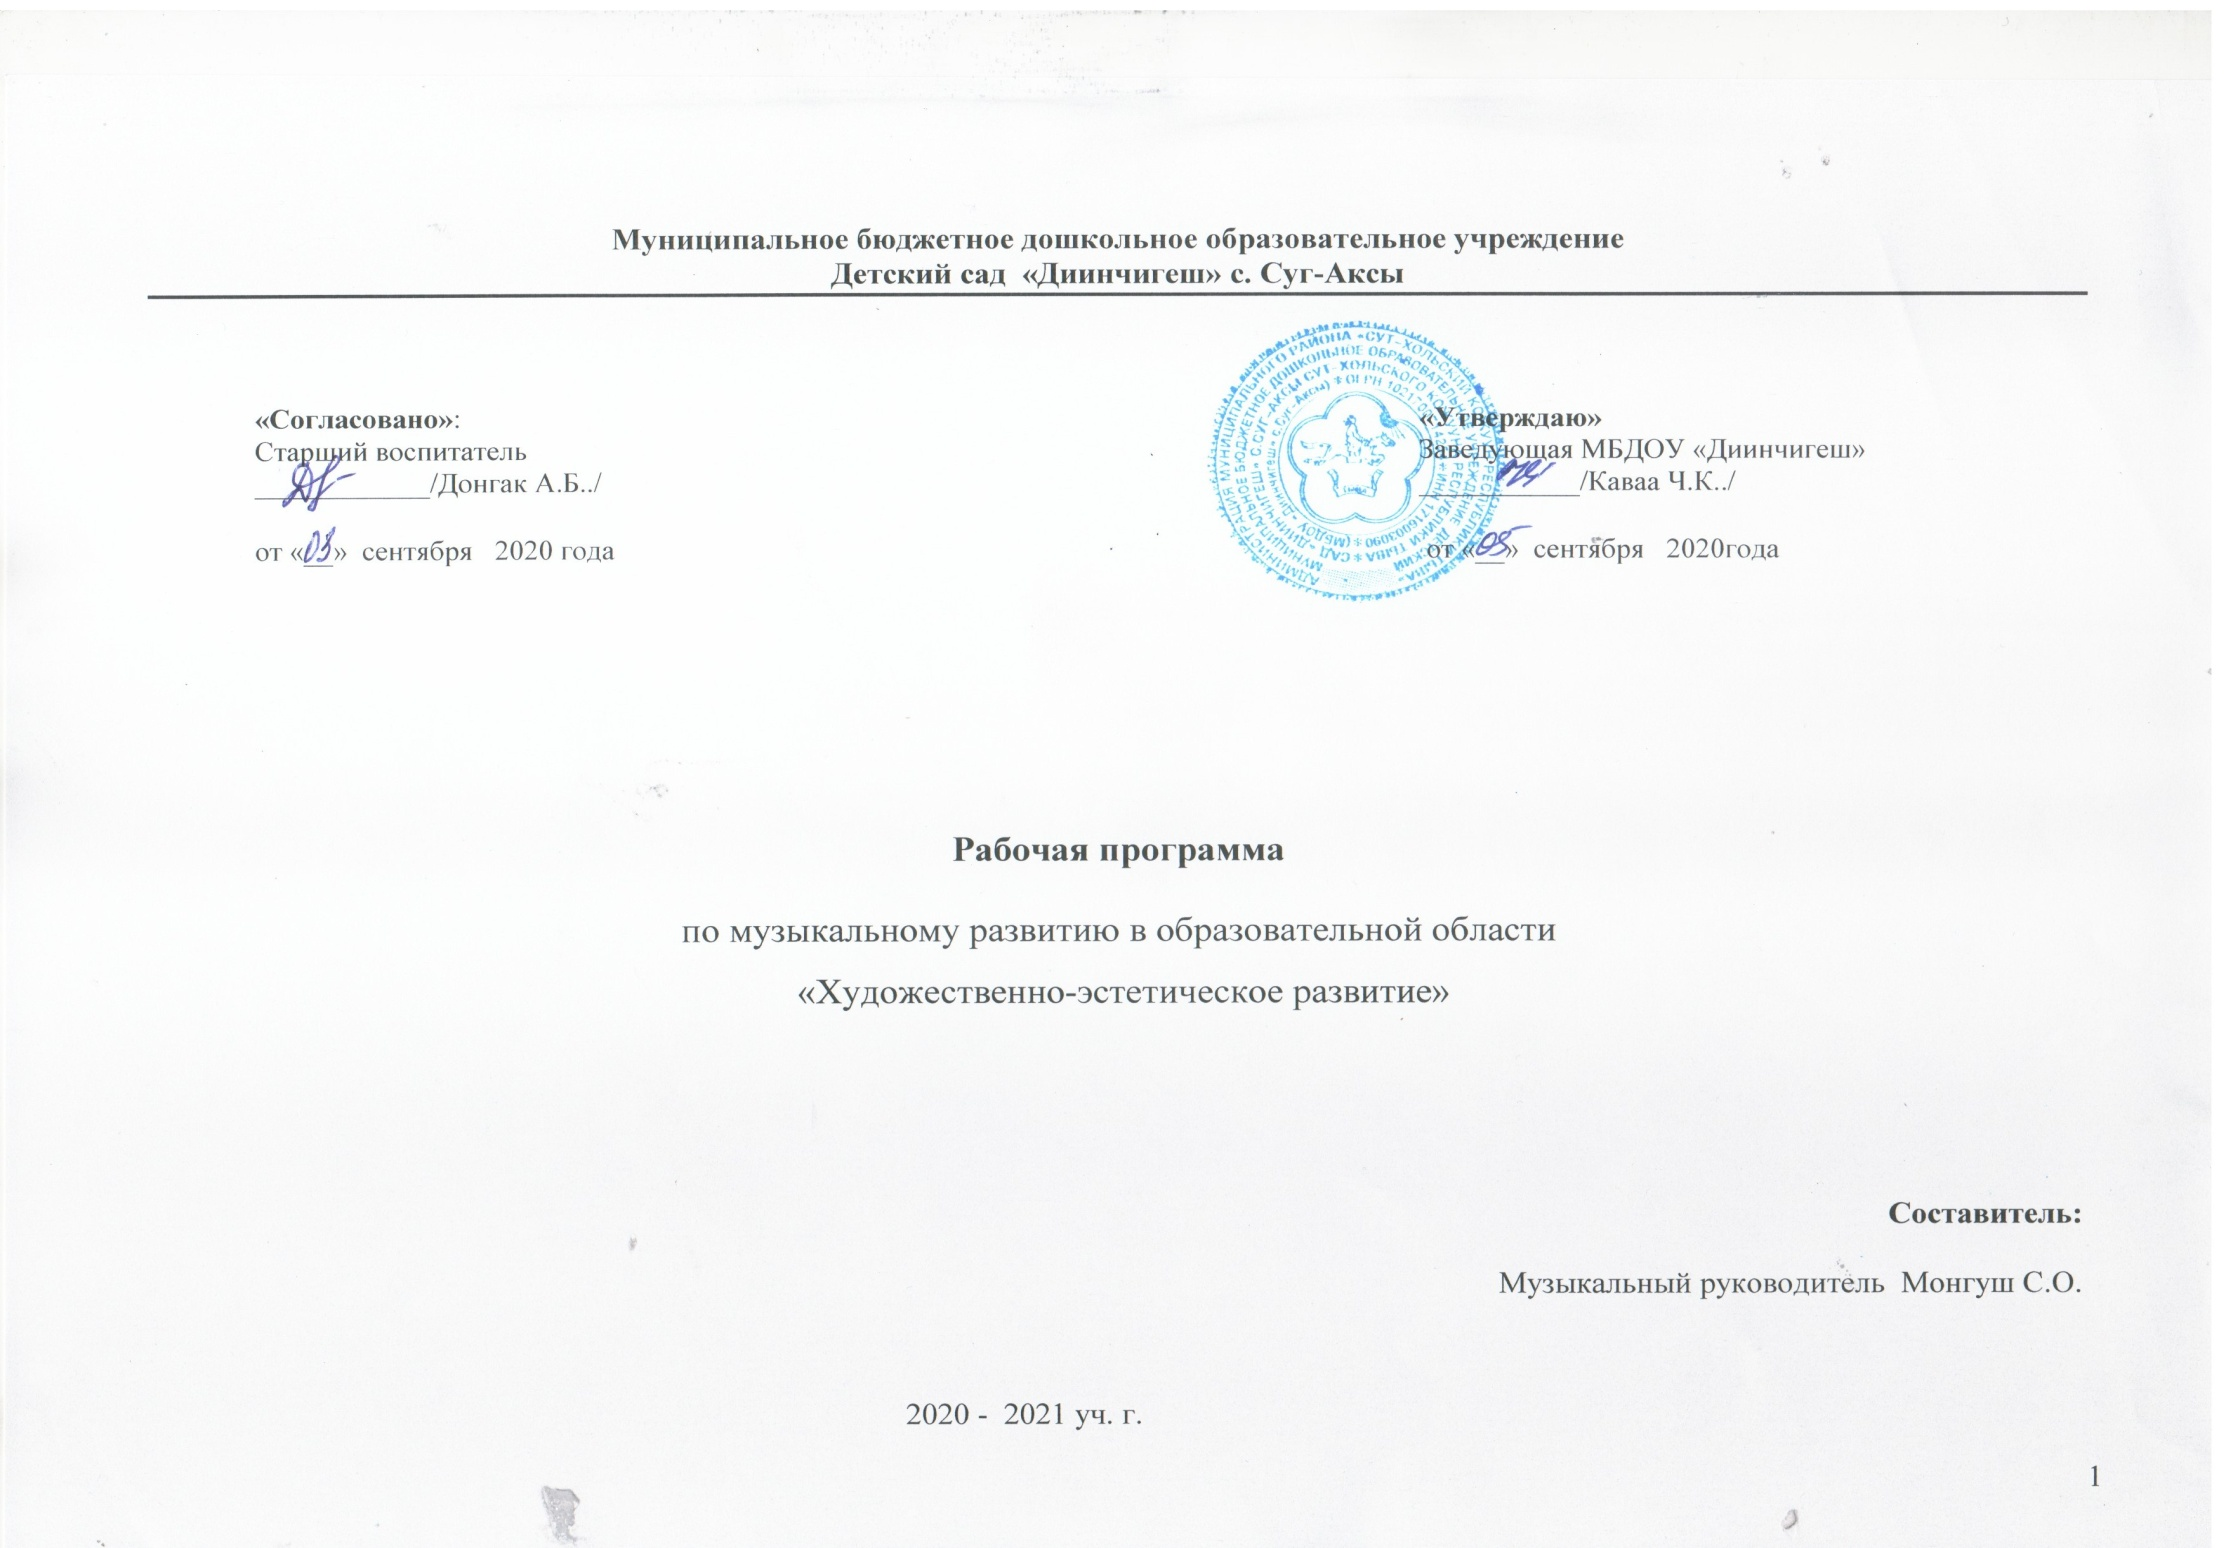 Муниципальное бюджетное дошкольное образовательное учреждение
Детский сад «Диинчигеш» с. Суг-Аксы
«Согласовано»:
Старший воспитатель
/Донгак А.Б../
от «03» сентября 2020 года
«Утверждаю»
Заведующая МБДОУ «Диинчигеш»
/Каваа Ч.К../
от «05» сентября 2020года
Рабочая программа
по музыкальному развитию в образовательной области
«Художественно-эстетическое развитие»
Составитель:
Музыкальный руководитель Монгуш С.О.
2020 - 2021 уч. г.
1